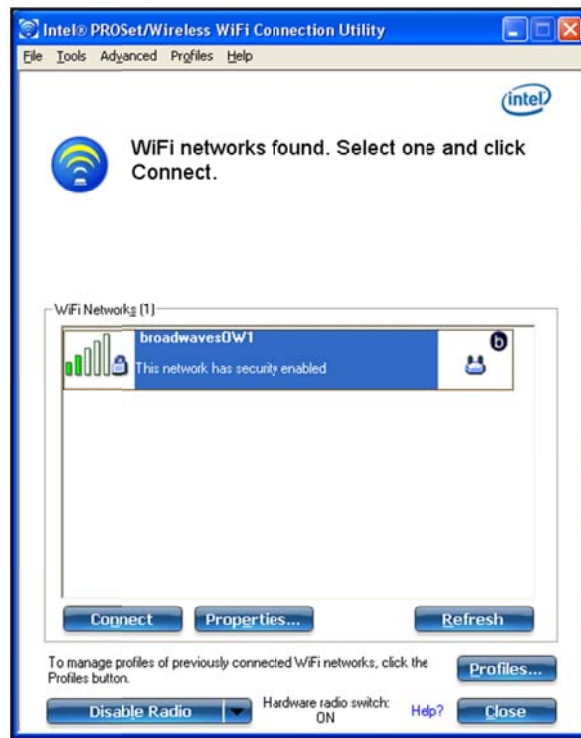 Intel® PROSet/Wireless WiFi Connection Utility
File Tools Advanced Profiles Help
intel
WiFi networks found. Select one and click
Connect.
WiFi Networks (1)
broadwavesOW1
This network has security enabled
b
Connect Properties... Refresh
To manage profiles of previously connected WiFi networks, click the
Profiles button.
Profiles...
Disable Radio
Hardware radio switch:
ON
Help?
Close